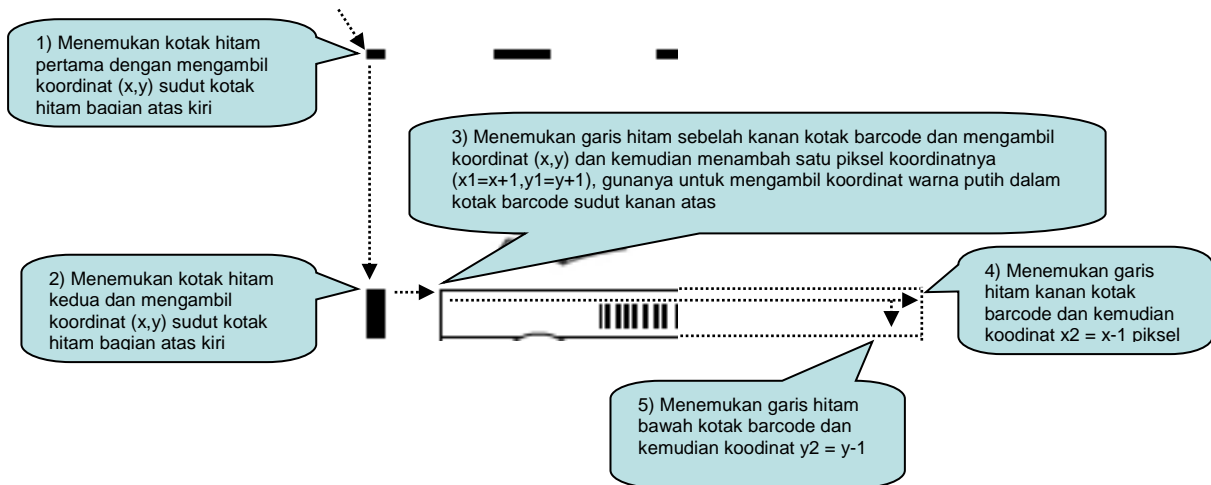 1) Menemukan kotak hitam
pertama dengan mengambil
koordinat (x,y) sudut kotak
hitam bagian atas kiri
3) Menemukan garis hitam sebelah kanan kotak barcode dan mengambil
koordinat (x,y) dan kemudian menambah satu piksel koordinatnya
(x1=x+1,y1=y+1), gunanya untuk mengambil koordinat warna putih dalam
kotak barcode sudut kanan atas
2) Menemukan kotak hitam
kedua dan mengambil
koordinat (x,y) sudut kotak
hitam bagian atas kiri
4) Menemukan garis
hitam kanan kotak
barcode dan kemudian
koodinat x2 = x-1 piksel
5) Menemukan garis hitam
bawah kotak barcode dan
kemudian koodinat y2 = y-1